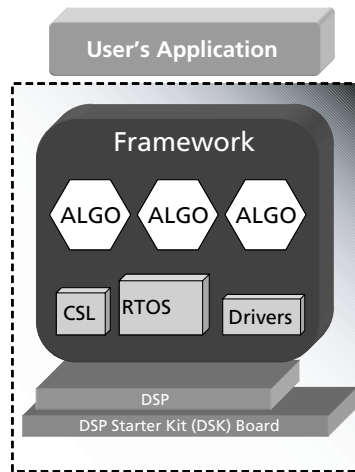 User's Application
Framework
ALGO ALGO ALGO
CSL RTOS Drivers
DSP
DSP Starter Kit (DSK) Board